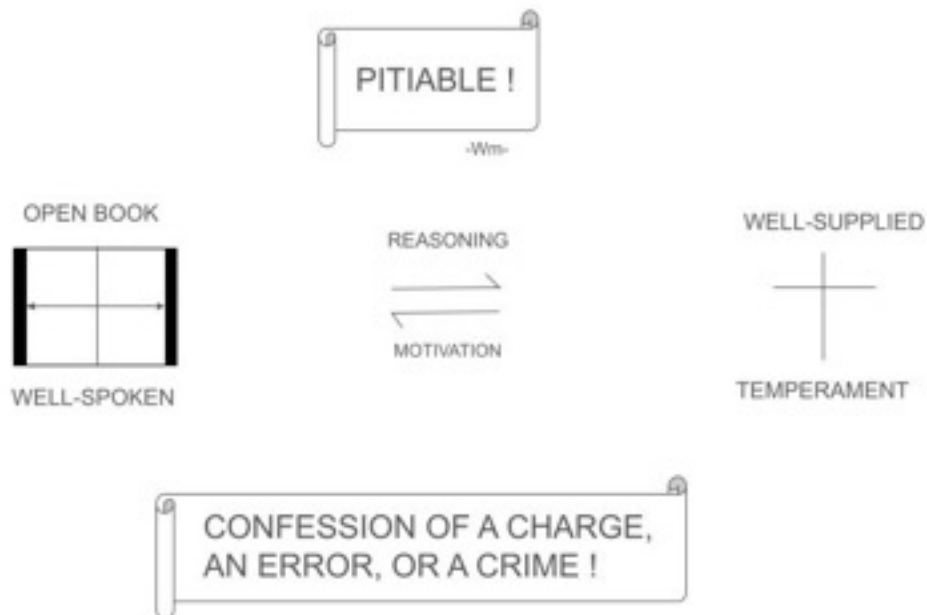 PITIABLE !
-Wm-
OPEN BOOK
REASONING
WELL-SUPPLIED
MOTIVATION
WELL-SPOKEN
TEMPERAMENT
CONFESSION OF A CHARGE,
AN ERROR, OR A CRIME !